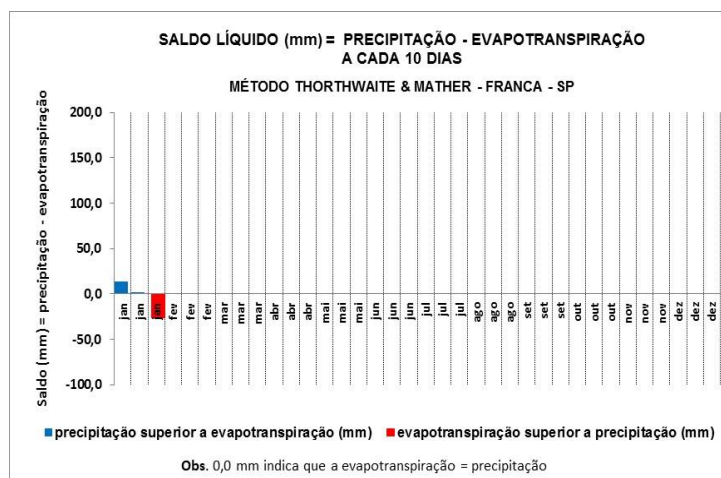 SALDO LÍQUIDO (mm) = PRECIPITAÇÃO - EVAPOTRANSPIRAÇÃO
A CADA 10 DIAS
MÉTODO THORTHWAITE & MATHER - FRANCA - SP
Saldo (mm) = precipitação - evapotranspiração
200,0
150,0
100,0
50,0
0,0
-50,0
-100,0
jan
jan
jan
fev
fev
fev
mar
mar
mar
abr
abr
abr
mai
mai
mai
jun
jun
jun
jul
jul
jul
ago
ago
ago
set
set
set
out
out
out
nov
nov
nov
dez
dez
dez
precipitação superior a evapotranspiração (mm)
evapotranspiração superior a precipitação (mm)
Obs. 0,0 mm indica que a evapotranspiração = precipitação